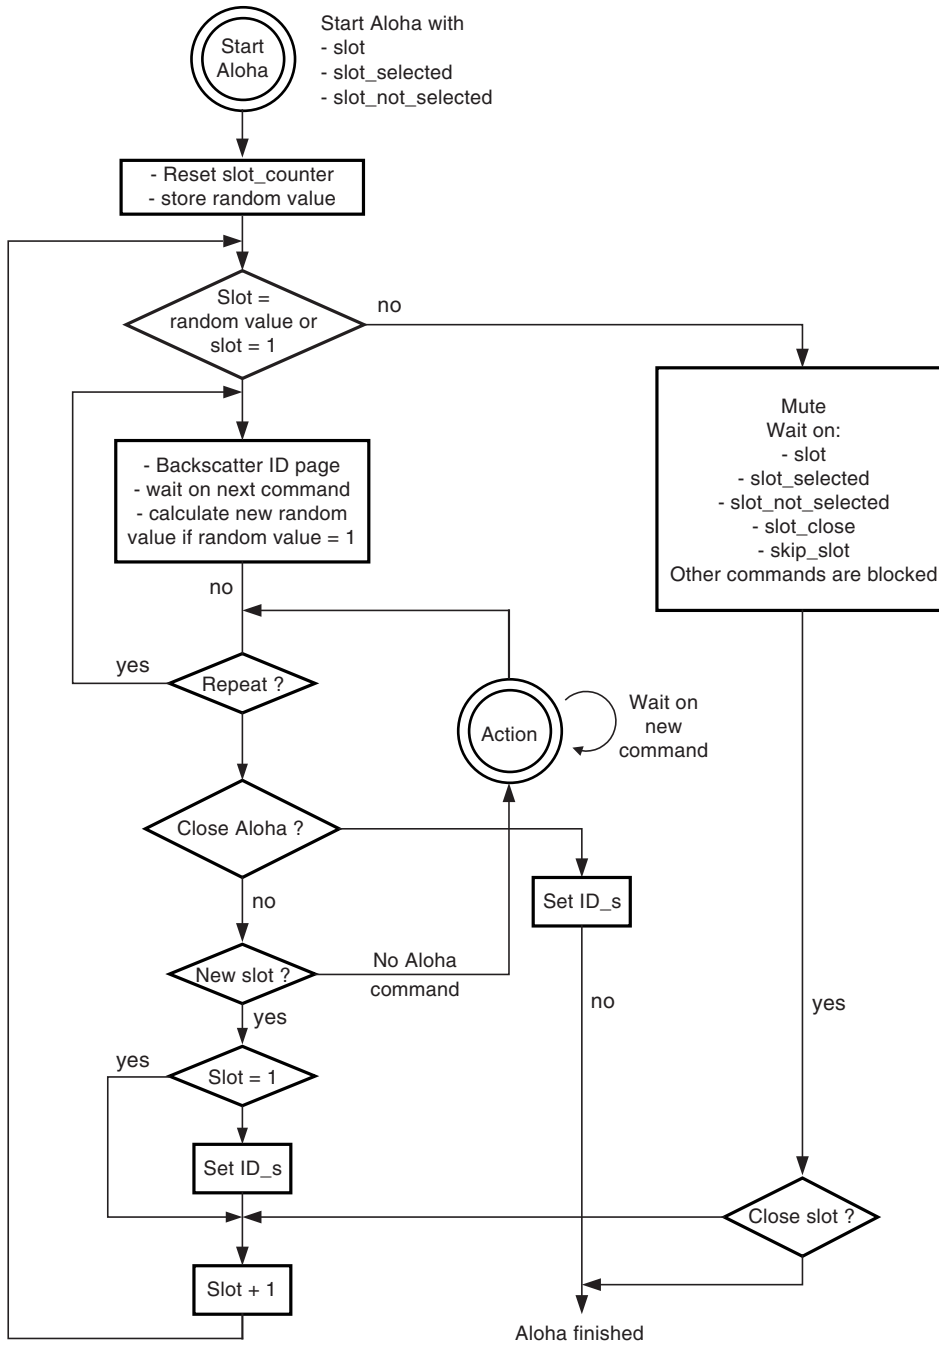 Start
Aloha
Start Aloha with
- slot
- slot_selected
- slot_not_selected
- Reset slot_counter
- store random value
Slot =
random value or
slot = 1
no
Mute
Wait on:
- slot
- slot_selected
- slot_not_selected
- slot_close
- skip_slot
Other commands are blocked
- Backscatter ID page
- wait on next command
- calculate new random
value if random value = 1
no
yes
Repeat ?
Action
Wait on
new
command
Close Aloha ?
Set ID_s
no
New slot ?
No Aloha
command
no
yes
yes
yes
Slot = 1
Set ID_s
Close slot ?
Slot + 1
Aloha finished